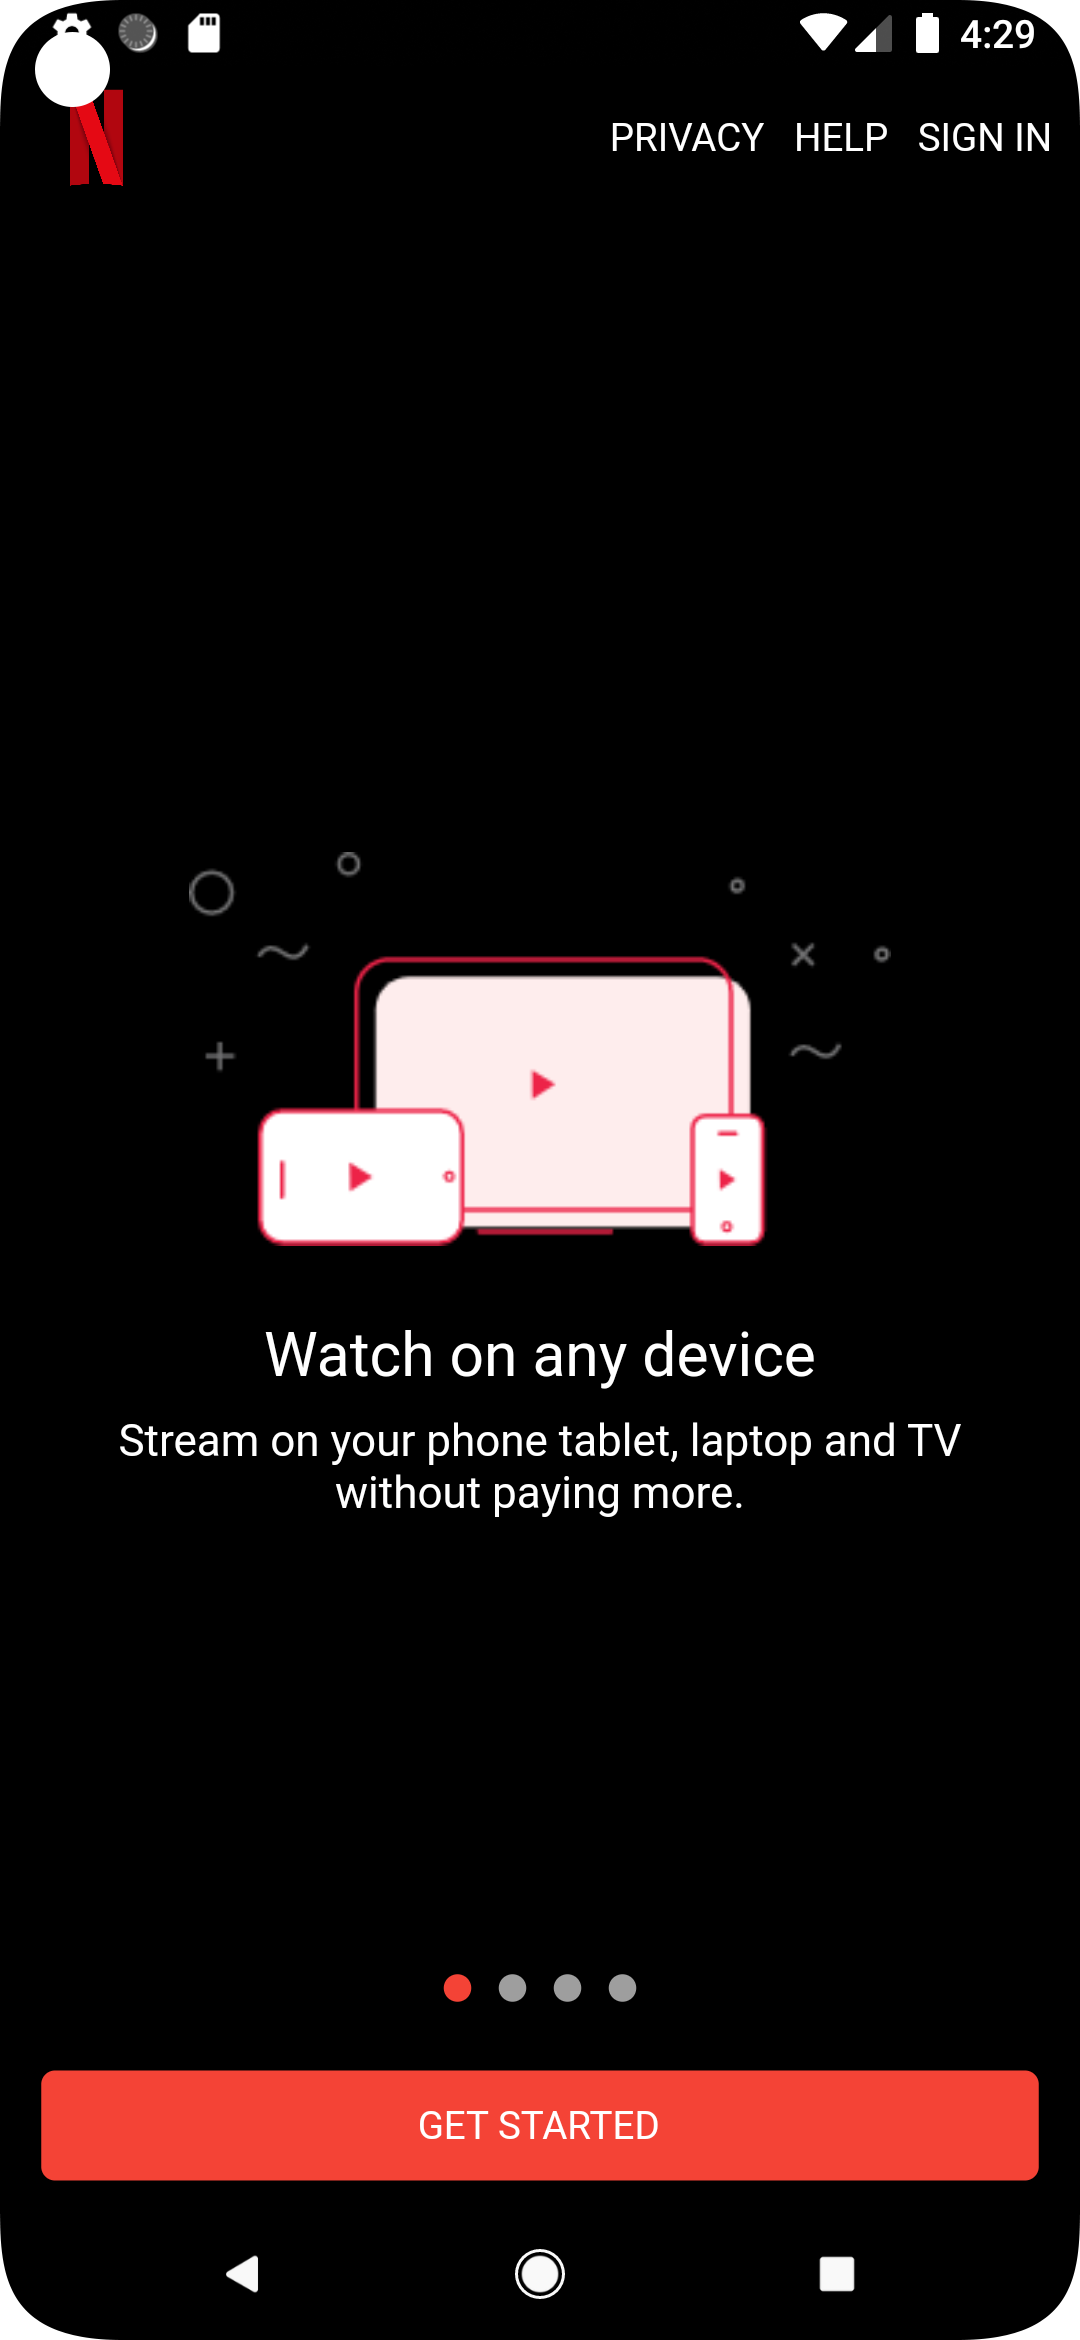 4:29
PRIVACY HELP SIGN IN
Watch on any device
Stream on your phone tablet, laptop and TV
without paying more.
GET STARTED